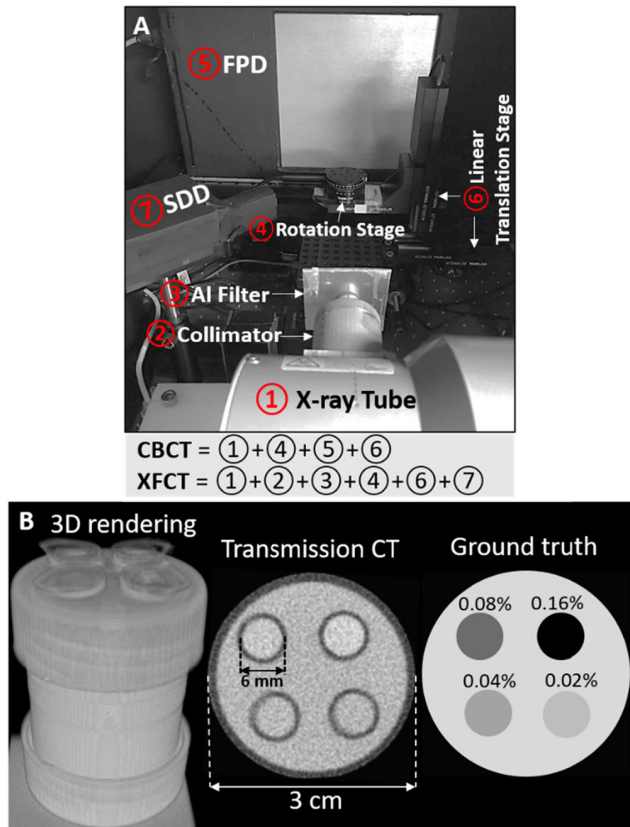 A
⑤ FPD
⑦ SDD
⑥ Linear
Translation Stage
④ Rotation Stage
③ Al Filter
② Collimator
① X-ray Tube
CBCT = ①+④+⑤+⑥
XFCT = ①+②+③+④+⑥+⑦
B 3D rendering
Transmission CT
Ground truth
0.08% 0.16%
6 mm
0.04% 0.02%
3 cm